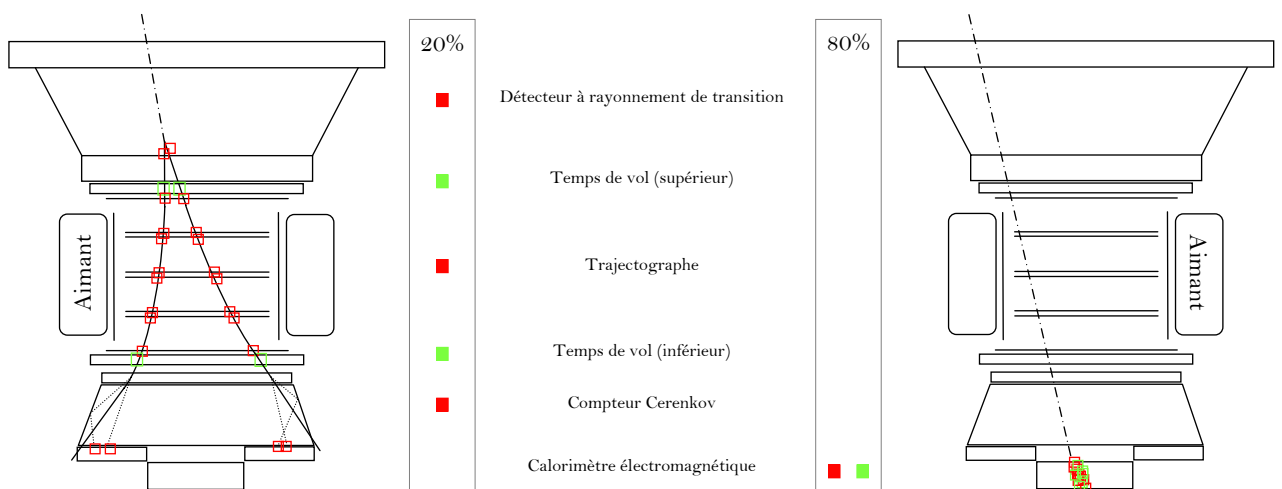 20%
80%
Détecteur à rayonnement de transition
Temps de vol (supérieur)
Aimant
Trajectographe
Aimant
Temps de vol (inférieur)
Compteur Cerenkov
Calorimètre électromagnétique